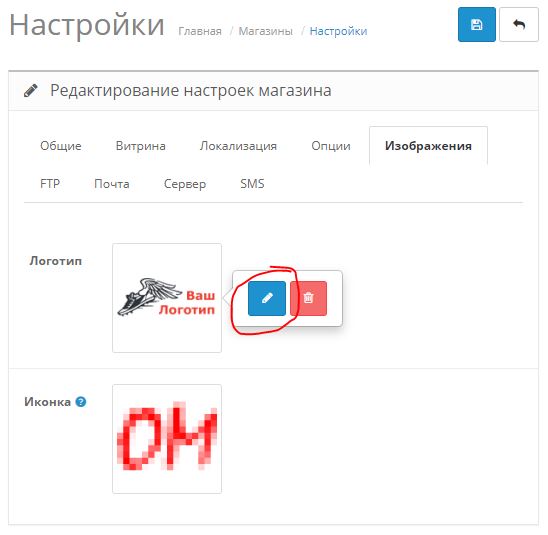 Настройки Главная / Магазины / Настройки
Редактирование настроек магазина
Общие Витрина Локализация Опции Изображения
FTP Почта Сервер SMS
Логотип
Ваш
Логотип
Иконка ?
ОМ